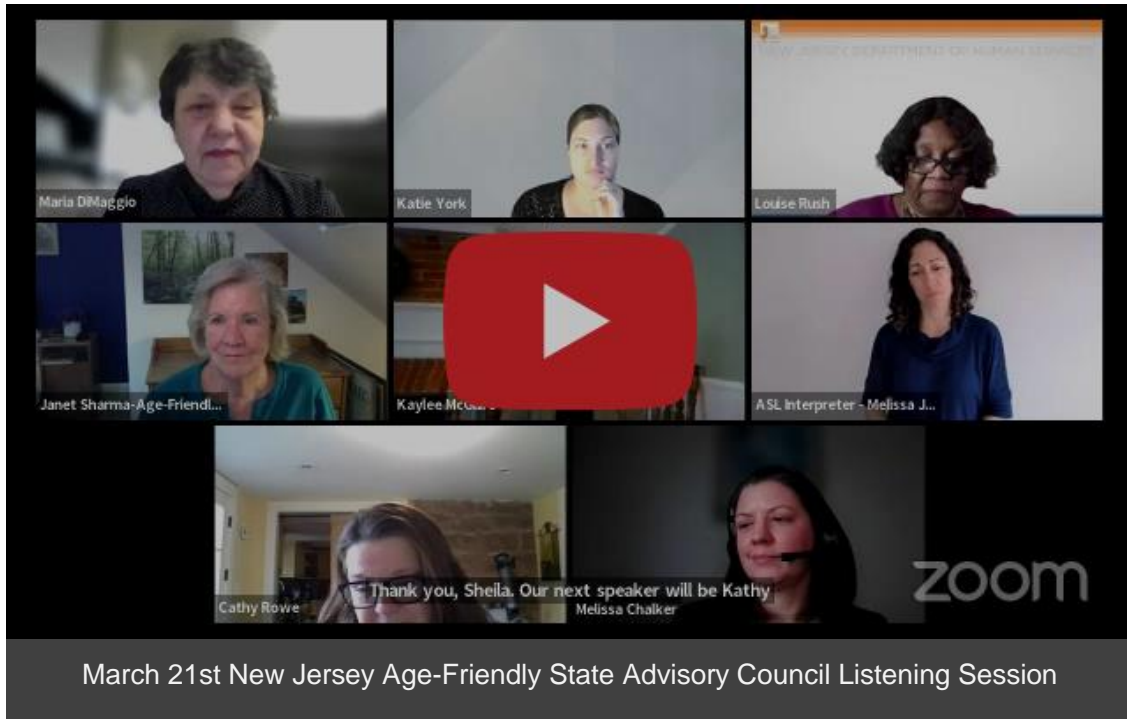 NEW JERSEY DEPARTMENT OF HUMAN SERVICES
Maria DiMaggio
Katie York
Louise Rush
Janet Sharma-Age-Friendl...
Kaylee
ASL Interpreter - Melissa J...
Thank you, Sheila. Our next speaker will be Kathy
Cathy Rowe
Melissa Chalker
zoom
March 21st New Jersey Age-Friendly State Advisory Council Listening Session